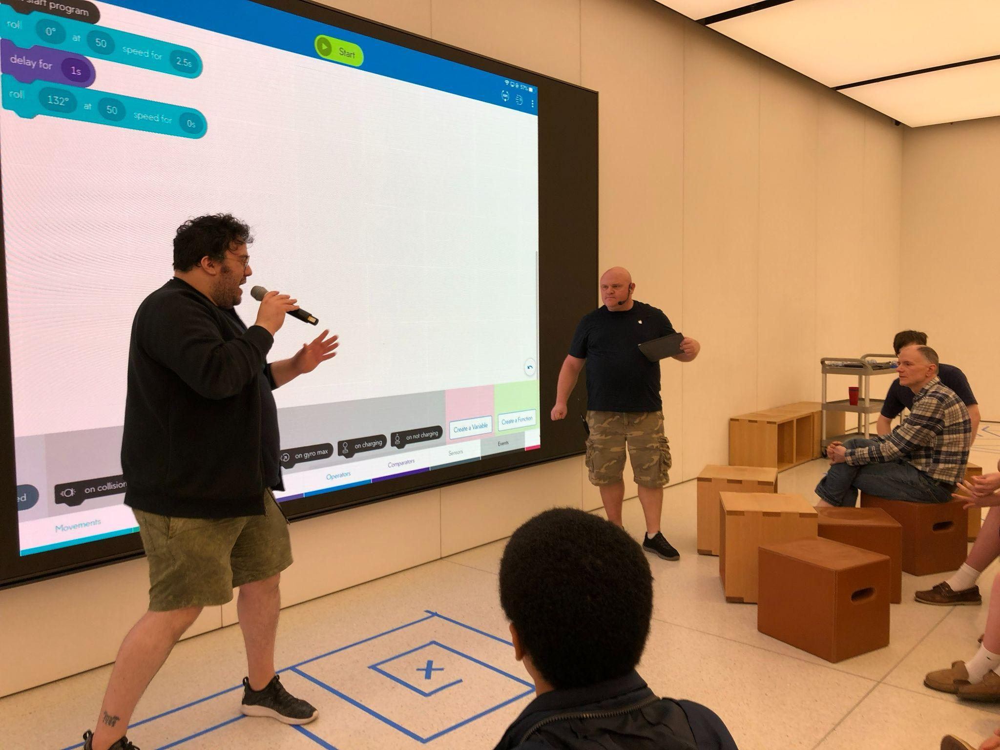 start program
roll 0° at 50 speed for 2.5s
delay for 1s
roll 132° at 50 speed for 0s
Start
57%
Create a Variable
Create a Function
on collision
on gyro max
on charging
on not charging
Movements
Operators
Comparators
Sensors
Events
X